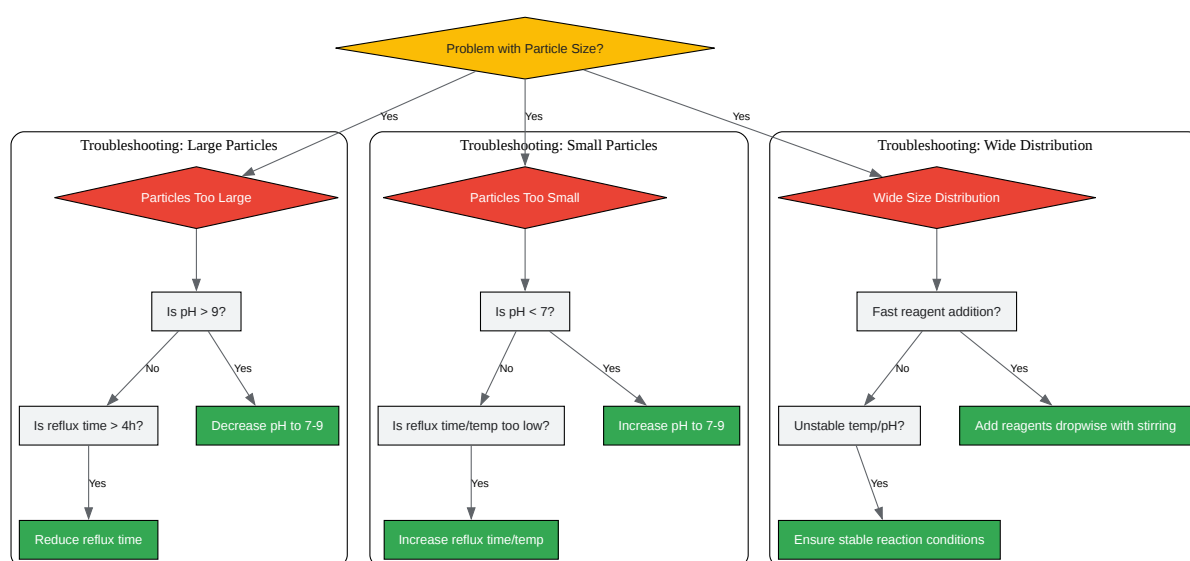 Problem with Particle Size?
Yes
Yes
Yes
Troubleshooting: Large Particles
Troubleshooting: Small Particles
Troubleshooting: Wide Distribution
Particles Too Large
Particles Too Small
Wide Size Distribution
Is pH > 9?
Is pH < 7?
Fast reagent addition?
No
Yes
No
Yes
No
Yes
Is reflux time > 4h?
Decrease pH to 7-9
Is reflux time/temp too low?
Increase pH to 7-9
Unstable temp/pH?
Add reagents dropwise with stirring
Yes
Yes
Yes
Reduce reflux time
Increase reflux time/temp
Ensure stable reaction conditions